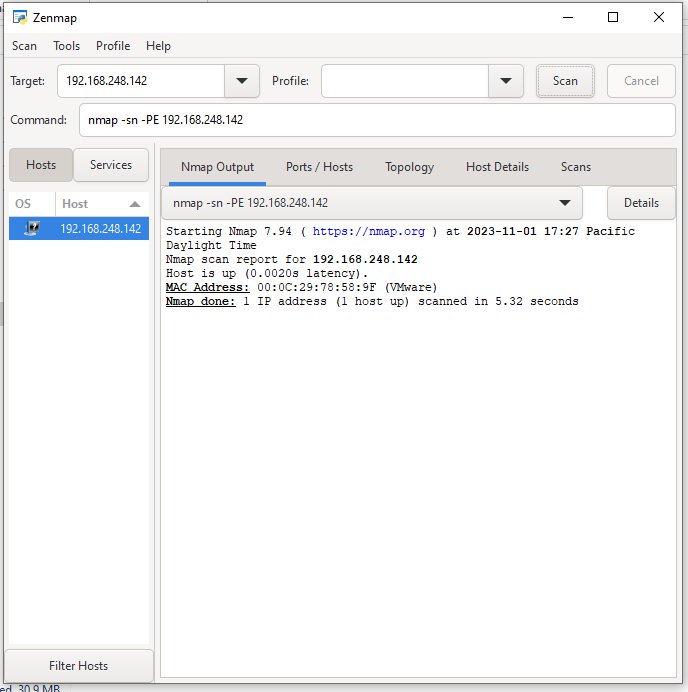 Zenmap
Scan Tools Profile Help
Target: 192.168.248.142 Profile: Scan Cancel
Command: nmap -sn -PE 192.168.248.142
Hosts Services
OS Host
192.168.248.142
Filter Hosts
Nmap Output Ports / Hosts Topology Host Details Scans
nmap -sn -PE 192.168.248.142 Details
Starting Nmap 7.94 ( https://nmap.org ) at 2023-11-01 17:27 Pacific
Daylight Time
Nmap scan report for 192.168.248.142
Host is up (0.0020s latency).
MAC Address: 00:0C:29:78:58:9F (VMware)
Nmap done: 1 IP address (1 host up) scanned in 5.32 seconds
30.9 MB